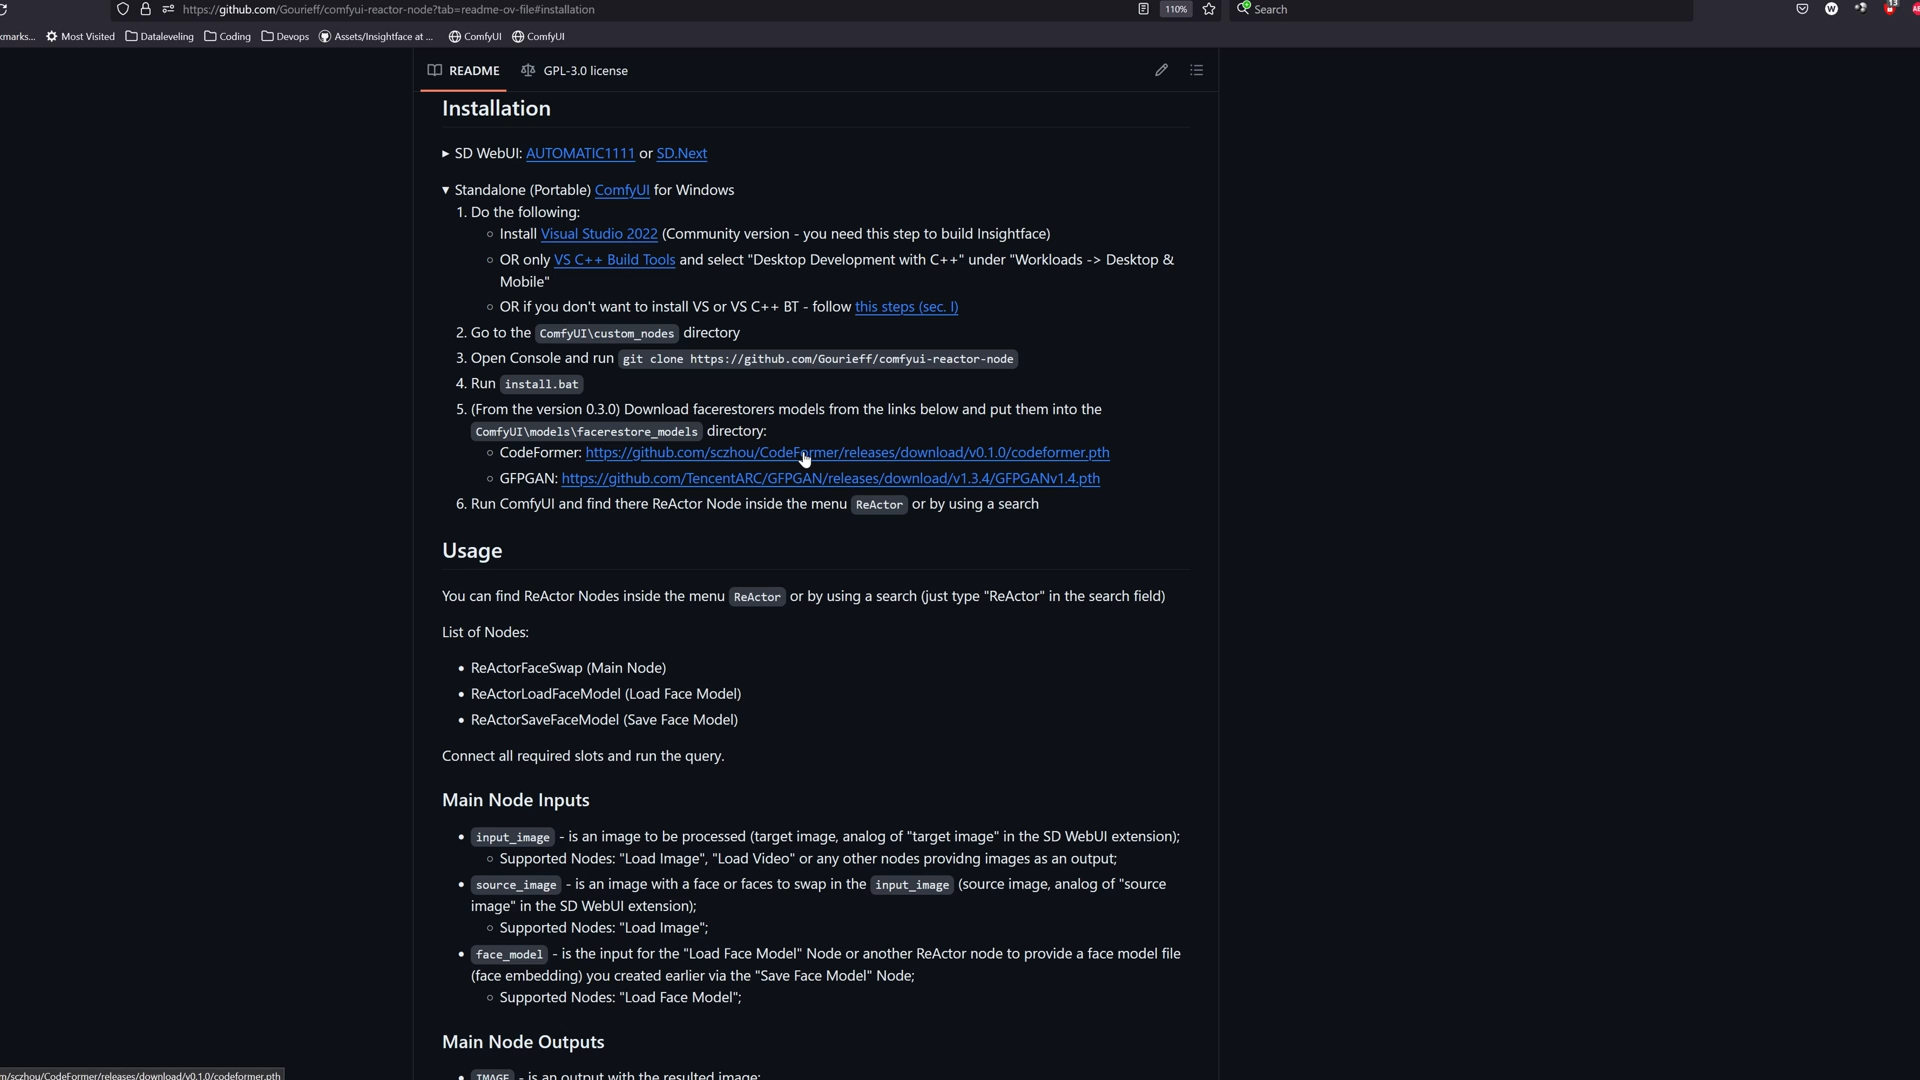 https://github.com/Gourieff/comfyui-reactor-node?tab=readme-ov-file#installation 110% Search 13
kmarks... Most Visited Dataleveling Coding Devops Assets/Insightface at ... ComfyUI ComfyUI
README GPL-3.0 license
Installation
▸ SD WebUI: AUTOMATIC1111 or SD.Next
▾ Standalone (Portable) ComfyUI for Windows
1. Do the following:
○ Install Visual Studio 2022 (Community version - you need this step to build Insightface)
○ OR only VS C++ Build Tools and select "Desktop Development with C++" under "Workloads -> Desktop &
Mobile"
○ OR if you don't want to install VS or VS C++ BT - follow this steps (sec. I)
2. Go to the ComfyUI\custom_nodes directory
3. Open Console and run git clone https://github.com/Gourieff/comfyui-reactor-node
4. Run install.bat
5. (From the version 0.3.0) Download facerestorers models from the links below and put them into the
ComfyUI\models\facerestore_models directory:
○ CodeFormer: https://github.com/sczhou/CodeFormer/releases/download/v0.1.0/codeformer.pth
○ GFPGAN: https://github.com/TencentARC/GFPGAN/releases/download/v1.3.4/GFPGANv1.4.pth
6. Run ComfyUI and find there ReActor Node inside the menu ReActor or by using a search
Usage
You can find ReActor Nodes inside the menu ReActor or by using a search (just type "ReActor" in the search field)
List of Nodes:
• ReActorFaceSwap (Main Node)
• ReActorLoadFaceModel (Load Face Model)
• ReActorSaveFaceModel (Save Face Model)
Connect all required slots and run the query.
Main Node Inputs
• input_image - is an image to be processed (target image, analog of "target image" in the SD WebUI extension);
○ Supported Nodes: "Load Image", "Load Video" or any other nodes providng images as an output;
• source_image - is an image with a face or faces to swap in the input_image (source image, analog of "source
image" in the SD WebUI extension);
○ Supported Nodes: "Load Image";
• face_model - is the input for the "Load Face Model" Node or another ReActor node to provide a face model file
(face embedding) you created earlier via the "Save Face Model" Node;
○ Supported Nodes: "Load Face Model";
Main Node Outputs
• IMAGE - is an output with the resulted image;
m/sczhou/CodeFormer/releases/download/v0.1.0/codeformer.pth